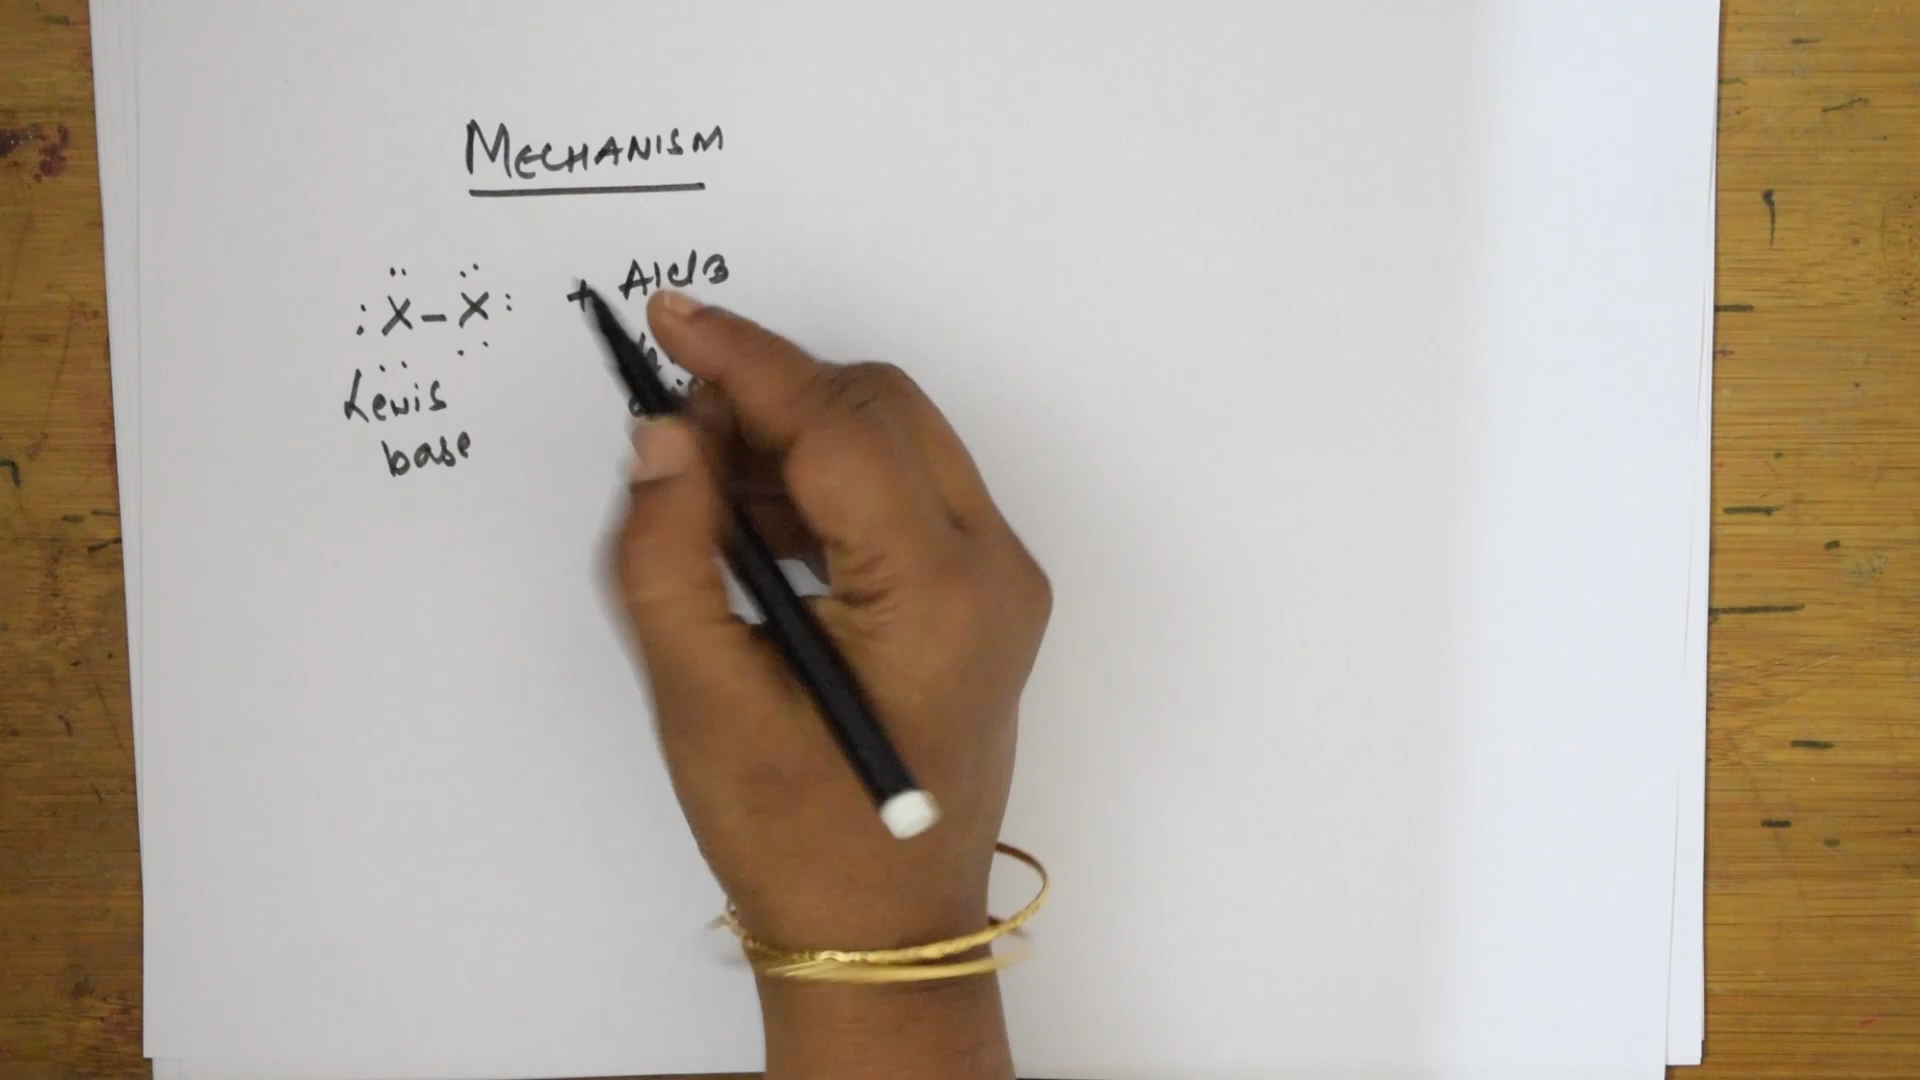 MECHANISM
:Ẍ-Ẍ: + AlCl3
Lewis
base